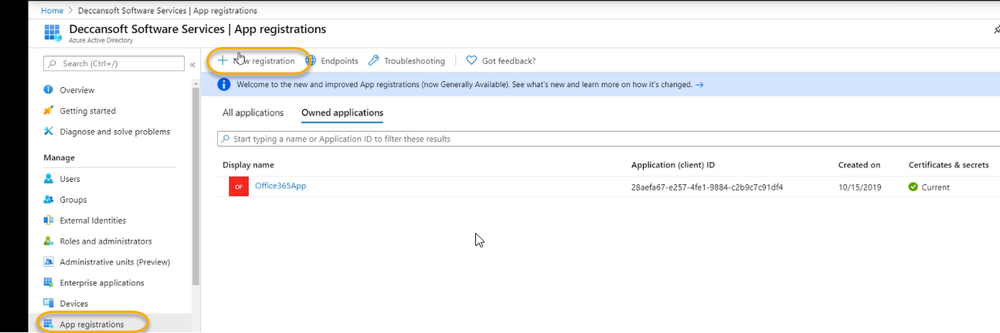 Home > Deccansoft Software Services | App registrations
Deccansoft Software Services | App registrations
Azure Active Directory
Search (Ctrl+/)
«
Overview
Getting started
Diagnose and solve problems
Manage
Users
Groups
External Identities
Roles and administrators
Administrative units (Preview)
Enterprise applications
Devices
App registrations
+ New registration Endpoints Troubleshooting Got feedback?
Welcome to the new and improved App registrations (now Generally Available). See what's new and learn more on how it's changed. →
All applications Owned applications
Start typing a name or Application ID to filter these results
Display name Application (client) ID Created on Certificates & secrets
OF Office365App 28aefa67-e257-4fe1-9884-c2b9c7c91df4 10/15/2019 Current